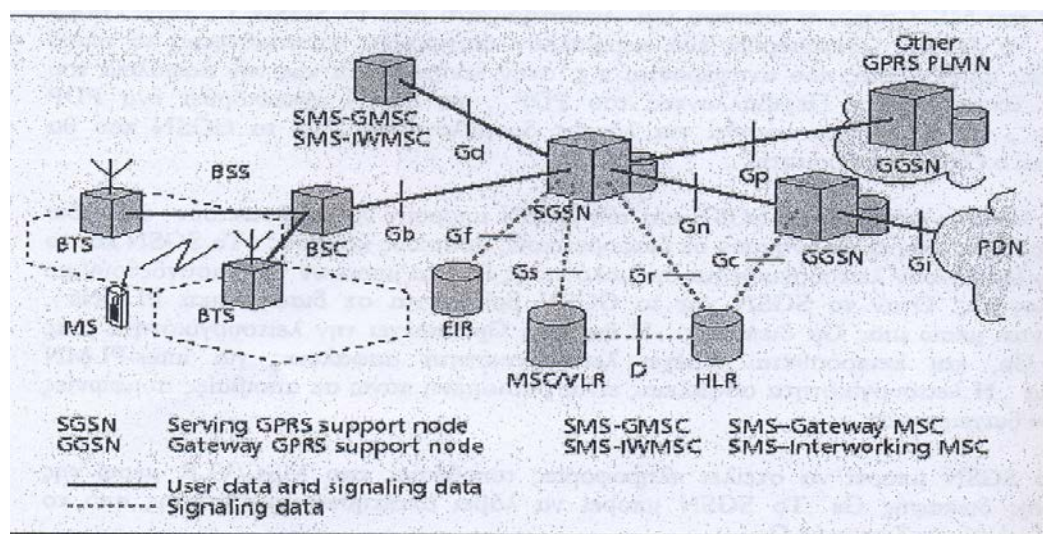 Other
GPRS PLMN
SMS-GMSC
SMS-IWMSC
Gd
BSS
SGSN
Gp
GGSN
BTS
BSC
Gb
Gf
Gn
GGSN
Gi
PDN
MS
BTS
EIR
Gs
Gr
Gc
MSC/VLR
D
HLR
SGSN Serving GPRS support node
GGSN Gateway GPRS support node
SMS-GMSC SMS–Gateway MSC
SMS-IWMSC SMS–Interworking MSC
User data and signaling data
Signaling data